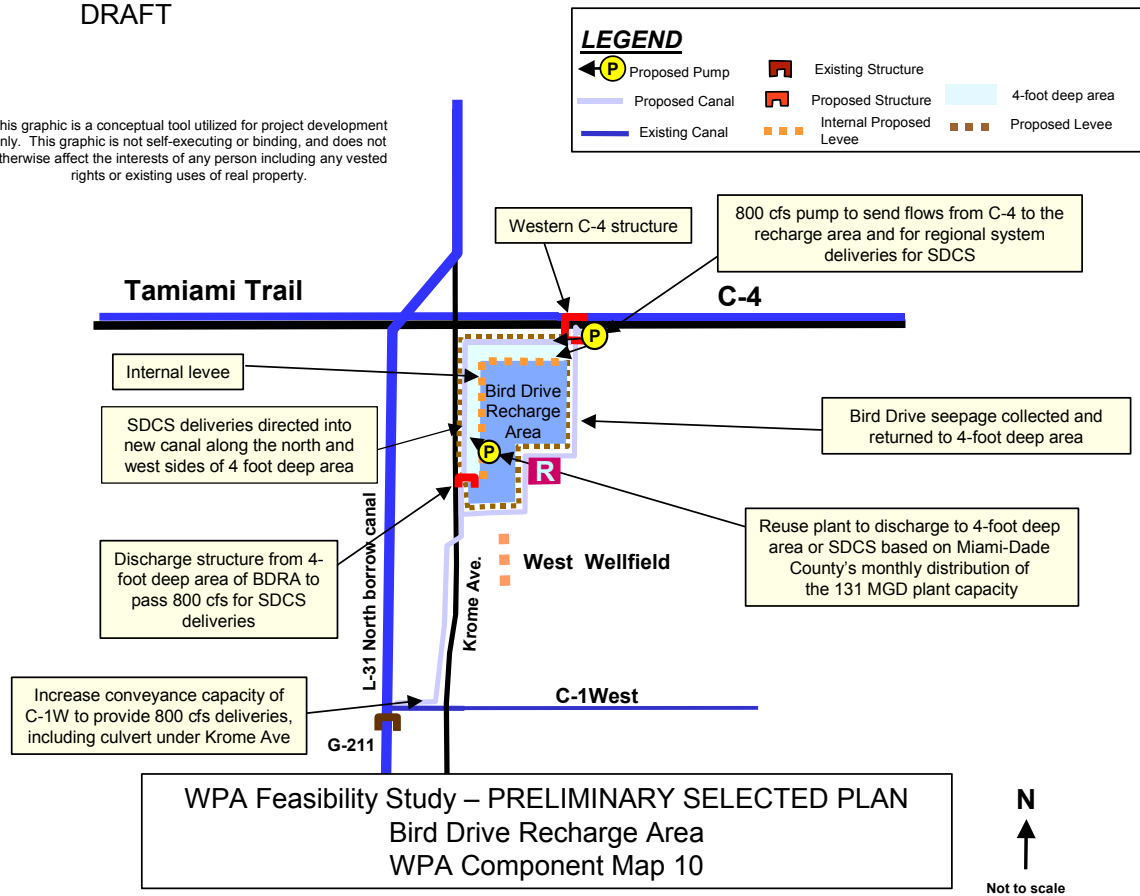 DRAFT
LEGEND
P Proposed Pump
Existing Structure
Proposed Canal
Proposed Structure
4-foot deep area
Existing Canal
Internal Proposed
Levee
Proposed Levee
his graphic is a conceptual tool utilized for project development
nly. This graphic is not self-executing or binding, and does not
therwise affect the interests of any person including any vested
rights or existing uses of real property.
Western C-4 structure
800 cfs pump to send flows from C-4 to the
recharge area and for regional system
deliveries for SDCS
Tamiami Trail
C-4
P
Internal levee
Bird Drive
Recharge
Area
SDCS deliveries directed into
new canal along the north and
west sides of 4 foot deep area
Bird Drive seepage collected and
returned to 4-foot deep area
P
R
Discharge structure from 4-
foot deep area of BDRA to
pass 800 cfs for SDCS
deliveries
L-31 North borrow canal
Krome Ave.
West Wellfield
Reuse plant to discharge to 4-foot deep
area or SDCS based on Miami-Dade
County's monthly distribution of
the 131 MGD plant capacity
Increase conveyance capacity of
C-1W to provide 800 cfs deliveries,
including culvert under Krome Ave
C-1West
G-211
WPA Feasibility Study – PRELIMINARY SELECTED PLAN
Bird Drive Recharge Area
WPA Component Map 10
N
Not to scale